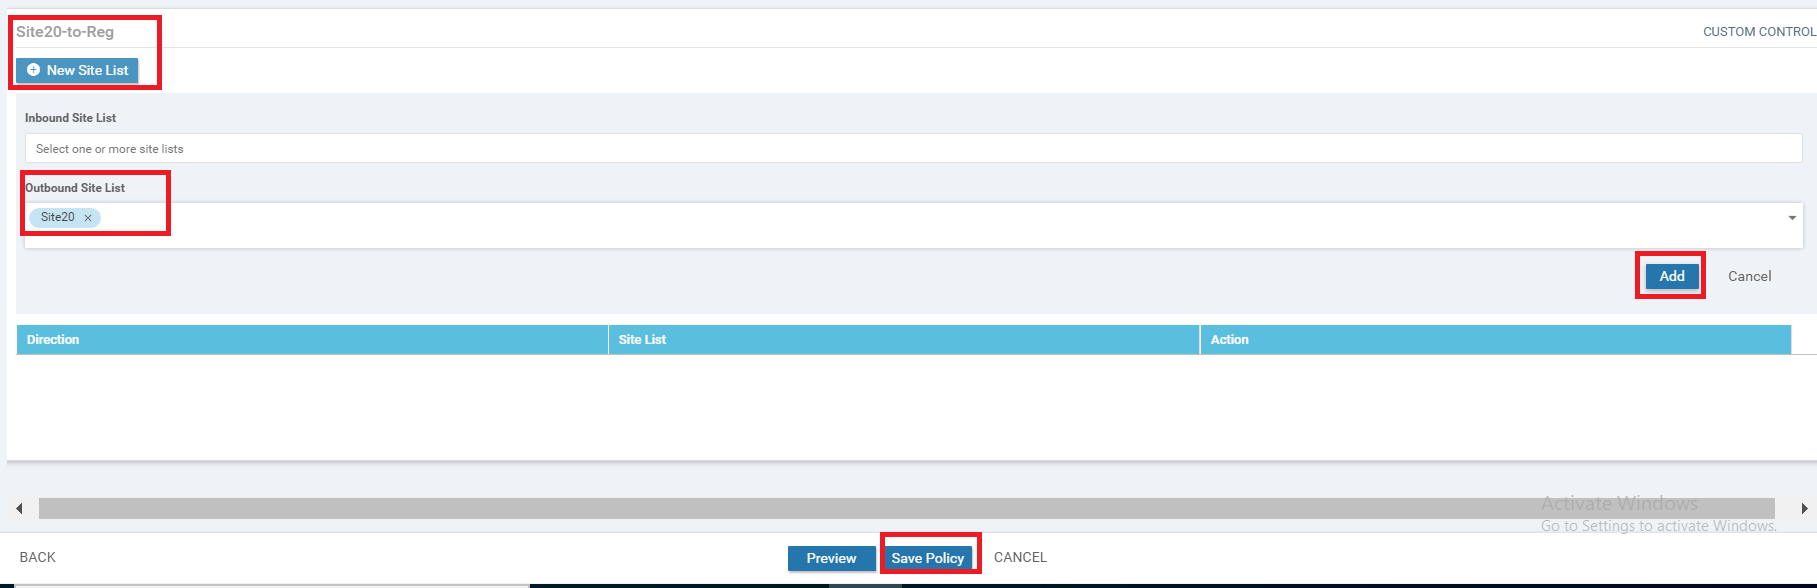 Site20-to-Reg
CUSTOM CONTROL
New Site List
Inbound Site List
Select one or more site lists
Outbound Site List
Site20 ×
Add Cancel
Direction Site List Action
Activate Windows
Go to Settings to activate Windows.
BACK Preview Save Policy CANCEL